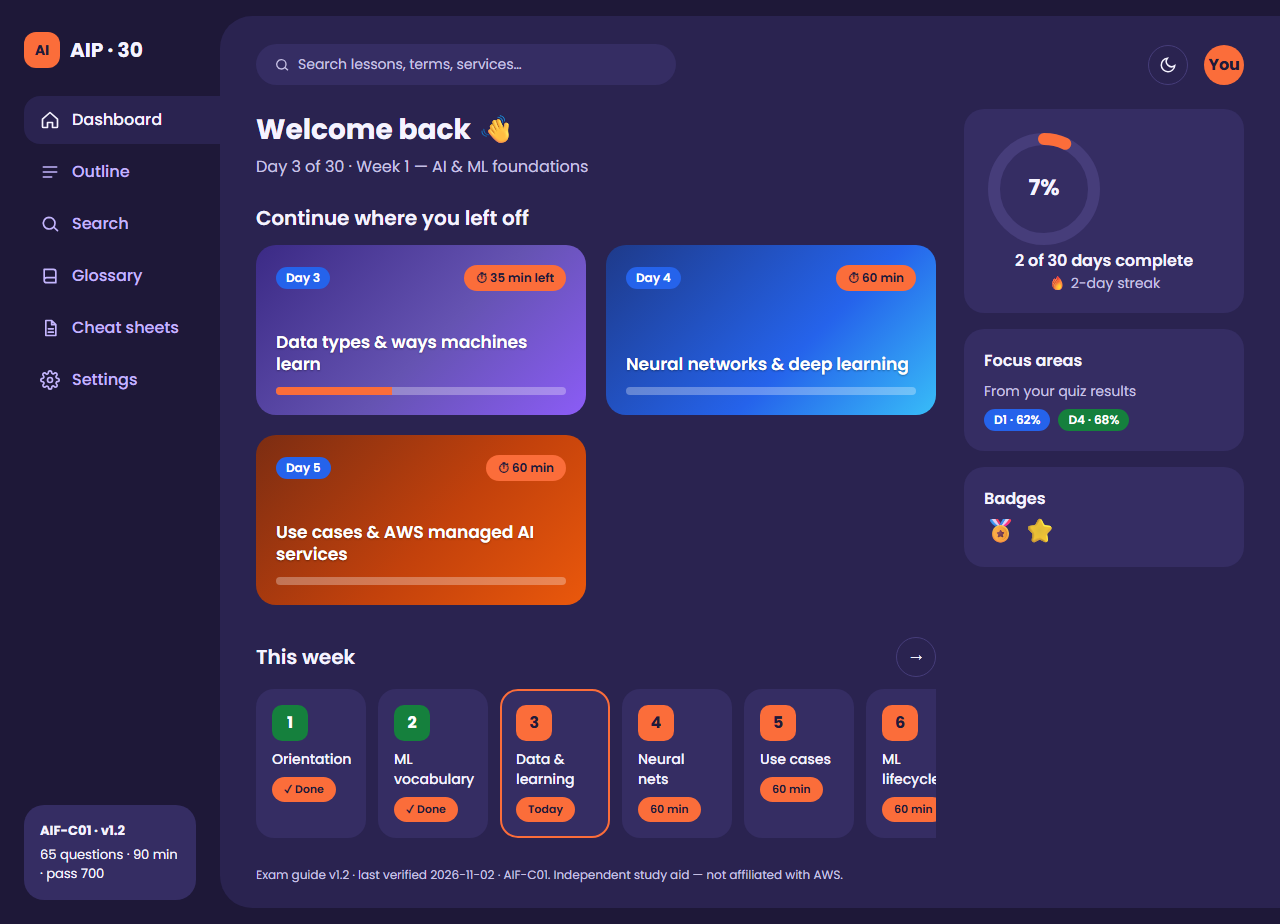 AI
AIP · 30
Dashboard
Outline
Search
Glossary
Cheat sheets
Settings
AIF-C01 · v1.2
65 questions · 90 min
· pass 700
Search lessons, terms, services…
You
Welcome back 👋
Day 3 of 30 · Week 1 — AI & ML foundations
Continue where you left off
Day 3
⏱ 35 min left
Data types & ways machines
learn
Day 4
⏱ 60 min
Neural networks & deep learning
Day 5
⏱ 60 min
Use cases & AWS managed AI
services
This week
→
1
Orientation
✓ Done
2
ML
vocabulary
✓ Done
3
Data &
learning
Today
4
Neural
nets
60 min
5
Use cases
60 min
6
ML
lifecycle
60 min
Exam guide v1.2 · last verified 2026-11-02 · AIF-C01. Independent study aid — not affiliated with AWS.
7%
2 of 30 days complete
🔥 2-day streak
Focus areas
From your quiz results
D1 · 62%
D4 · 68%
Badges